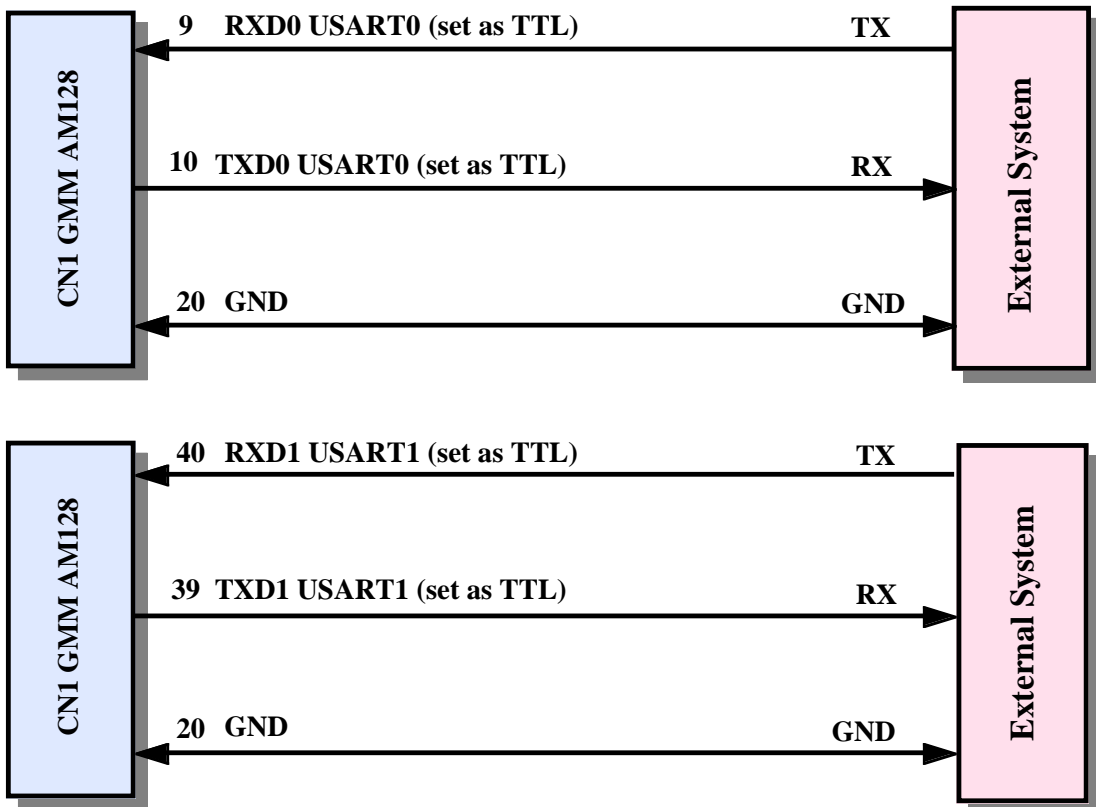 9 RXD0 USART0 (set as TTL) TX
10 TXD0 USART0 (set as TTL) RX
20 GND GND
CN1 GMM AM128
External System
40 RXD1 USART1 (set as TTL) TX
39 TXD1 USART1 (set as TTL) RX
20 GND GND
CN1 GMM AM128
External System